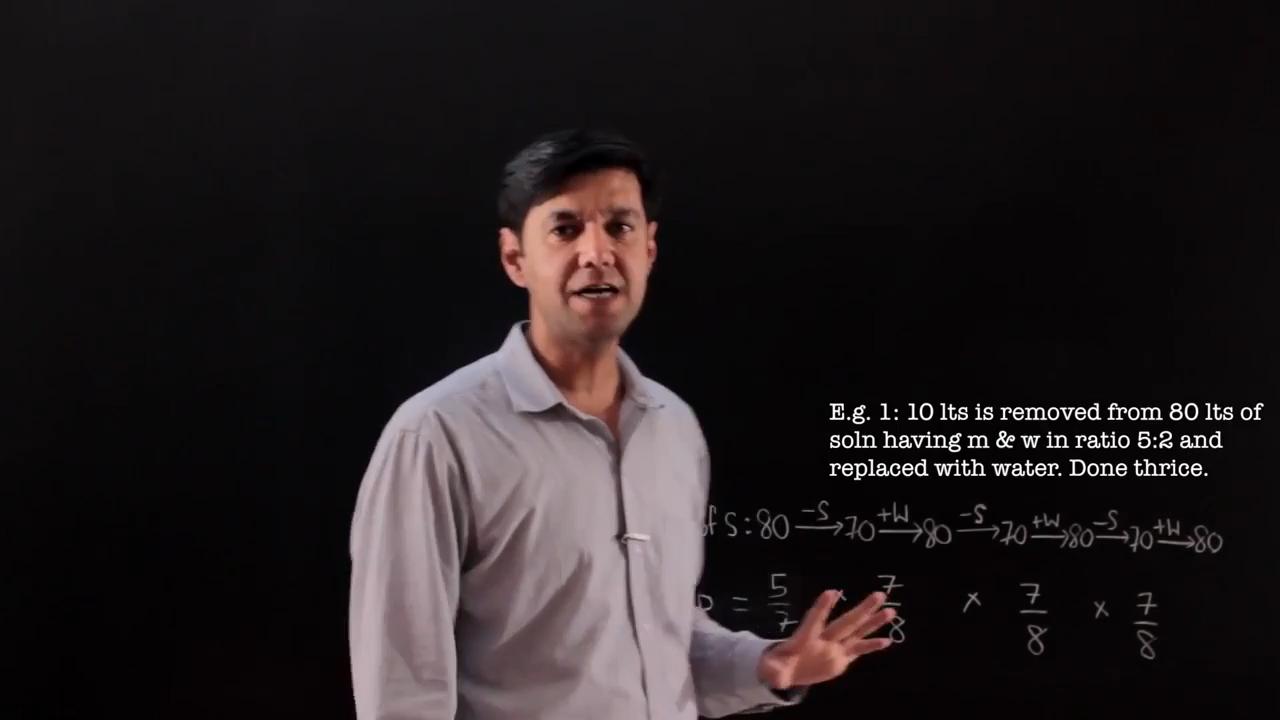 E.g. 1: 10 lts is removed from 80 lts of
soln having m & w in ratio 5:2 and
replaced with water. Done thrice.
of S : 80 -S→ 70 +W→ 80 -S→ 70 +W→ 80 -S→ 70 +W→ 80
= 5/7 × 7/8 × 7/8 × 7/8